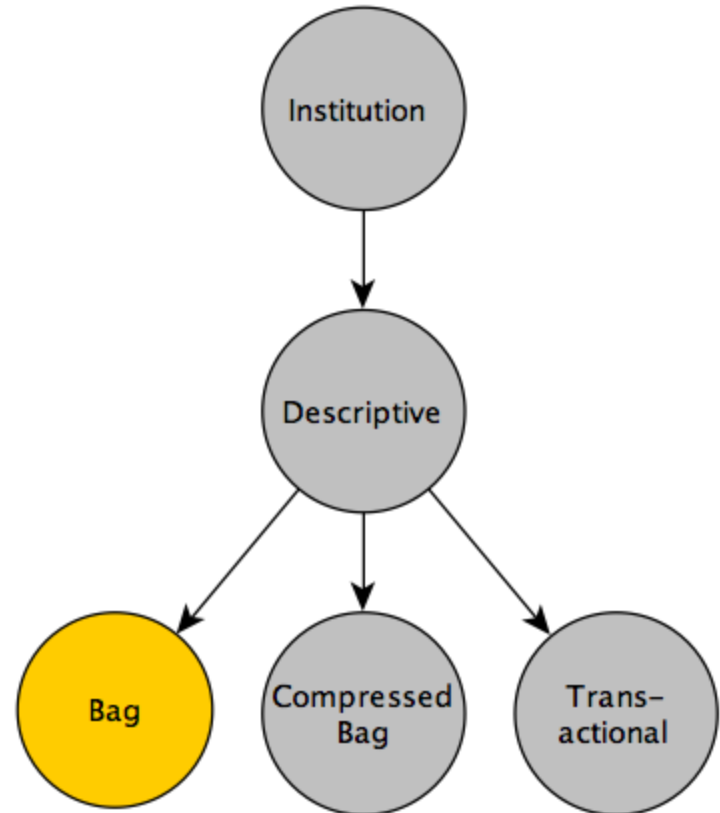 Institution
Descriptive
Bag
Compressed
Bag
Trans-
actional